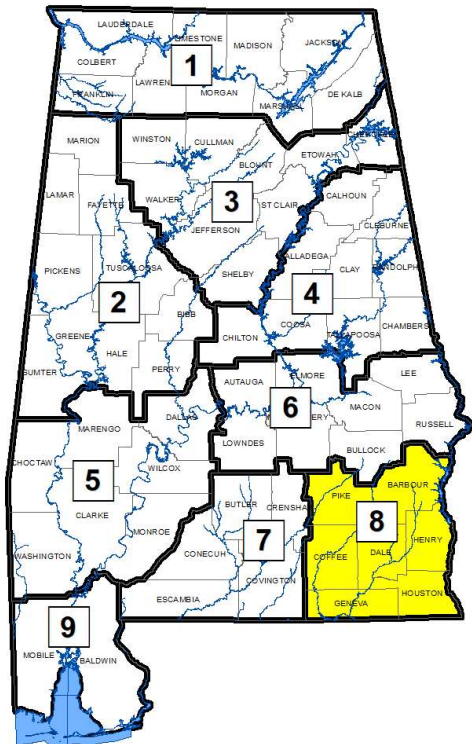 LAUDERDALE
LIMESTONE
MADISON
JACKSON
COLBERT
LAWREN
1
FRANKLIN
MORGAN
MARSHALL
DE KALB
MARION
WINSTON
CULLMAN
CHEROKEE
ETOWAH
BLOUNT
LAMAR
FAYETTE
WALKER
3
ST CLAIR
CALHOUN
JEFFERSON
CLEBURNE
PICKENS
TUSCALOOSA
SHELBY
TALLADEGA
CLAY
RANDOLPH
2
4
BIBB
GREENE
HALE
CHILTON
COOSA
TALLAPOOSA
CHAMBERS
SUMTER
PERRY
AUTAUGA
ELMORE
LEE
DALLAS
6
MACON
MARENGO
LOWNDES
MERY
RUSSELL
CHOCTAW
5
WILCOX
BULLOCK
CLARKE
PIKE
BARBOUR
BUTLER
CRENSHA
8
MONROE
7
CONECUH
COFFEE
DALE
HENRY
WASHINGTON
COVINGTON
ESCAMBIA
GENEVA
HOUSTON
9
MOBILE
BALDWIN